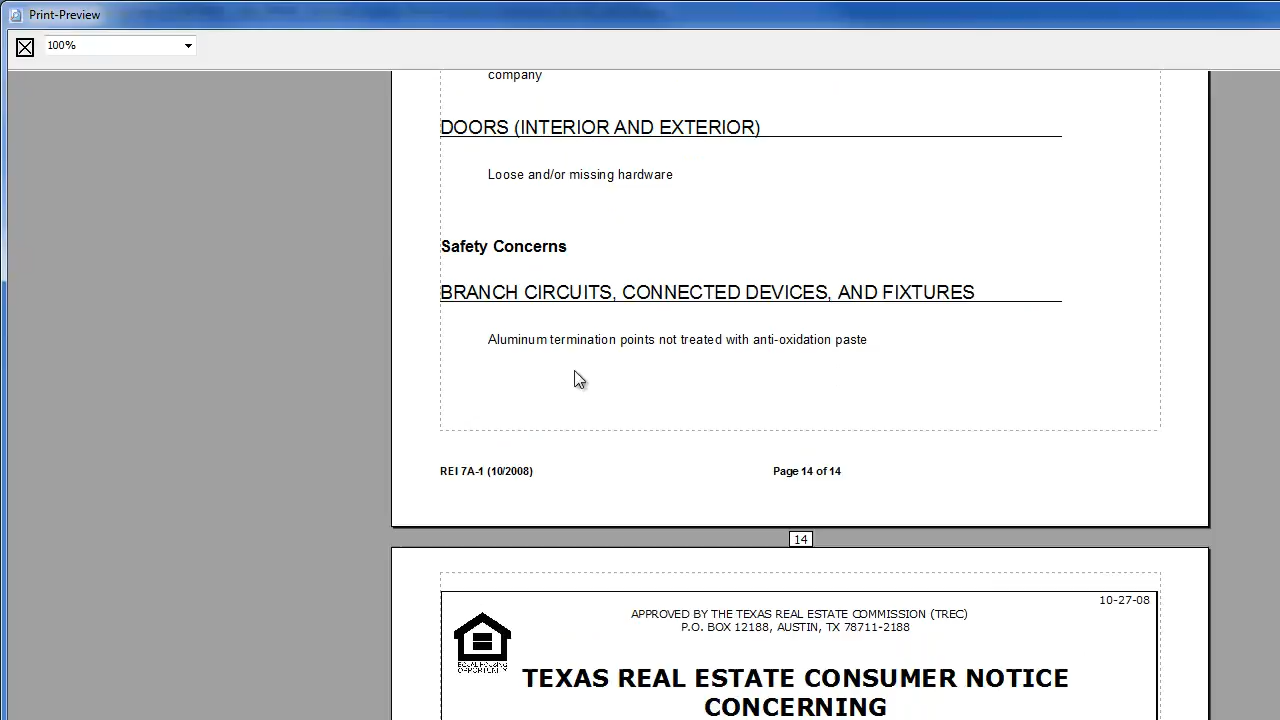 Print-Preview
100%
company
DOORS (INTERIOR AND EXTERIOR)
Loose and/or missing hardware
Safety Concerns
BRANCH CIRCUITS, CONNECTED DEVICES, AND FIXTURES
Aluminum termination points not treated with anti-oxidation paste
REI 7A-1 (10/2008)
Page 14 of 14
14
10-27-08
APPROVED BY THE TEXAS REAL ESTATE COMMISSION (TREC)
P.O. BOX 12188, AUSTIN, TX 78711-2188
EQUAL HOUSING
OPPORTUNITY
TEXAS REAL ESTATE CONSUMER NOTICE
CONCERNING